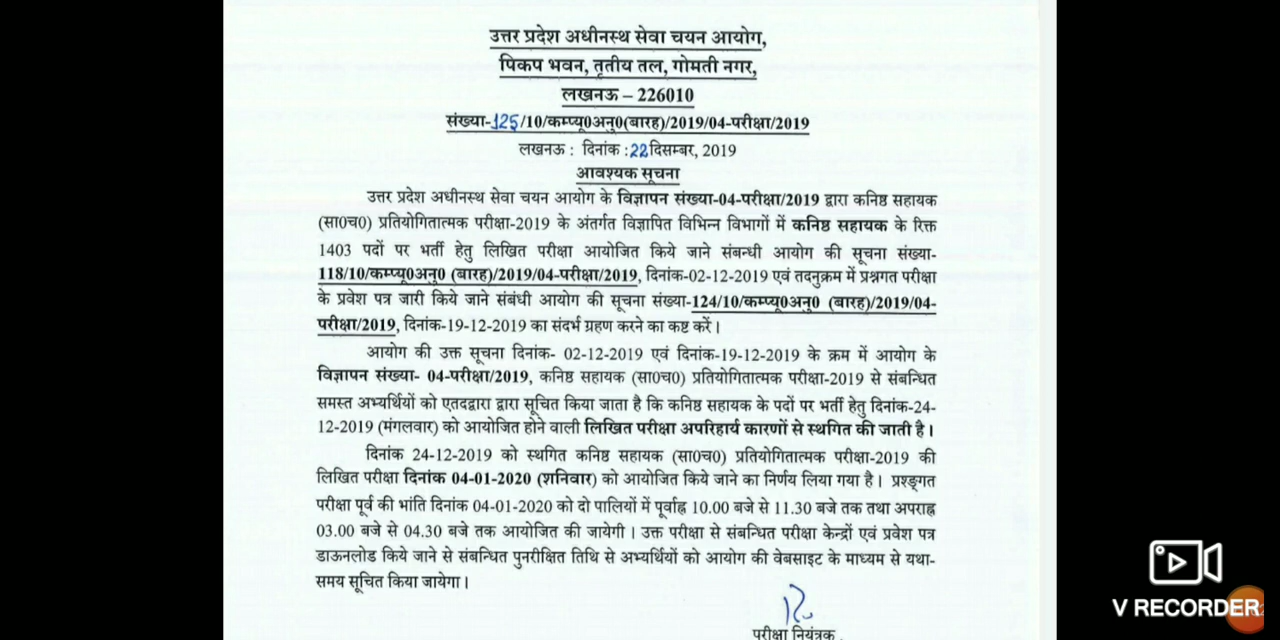 उत्तर प्रदेश अधीनस्थ सेवा चयन आयोग,
पिकप भवन, तृतीय तल, गोमती नगर,
लखनऊ – 226010
संख्या-125/10/कम्प्यू0अनु0(बारह)/2019/04-परीक्षा/2019
लखनऊ : दिनांक :22दिसम्बर, 2019
आवश्यक सूचना
उत्तर प्रदेश अधीनस्थ सेवा चयन आयोग के विज्ञापन संख्या-04-परीक्षा/2019 द्वारा कनिष्ठ सहायक
(सा0च0) प्रतियोगितात्मक परीक्षा-2019 के अंतर्गत विज्ञापित विभिन्न विभागों में कनिष्ठ सहायक के रिक्त
1403 पदों पर भर्ती हेतु लिखित परीक्षा आयोजित किये जाने सम्बन्धी आयोग की सूचना संख्या-
118/10/कम्प्यू0अनु0 (बारह)/2019/04-परीक्षा/2019, दिनांक-02-12-2019 एवं तदनुक्रम में प्रश्नगत परीक्षा
के प्रवेश पत्र जारी किये जाने संबंधी आयोग की सूचना संख्या-124/10/कम्प्यू0अनु0 (बारह)/2019/04-
परीक्षा/2019, दिनांक-19-12-2019 का संदर्भ ग्रहण करने का कष्ट करें।
आयोग की उक्त सूचना दिनांक- 02-12-2019 एवं दिनांक-19-12-2019 के क्रम में आयोग के
विज्ञापन संख्या- 04-परीक्षा/2019, कनिष्ठ सहायक (सा0च0) प्रतियोगितात्मक परीक्षा-2019 से संबन्धित
समस्त अभ्यर्थियों को एतदद्वारा द्वारा सूचित किया जाता है कि कनिष्ठ सहायक के पदों पर भर्ती हेतु दिनांक-24-
12-2019 (मंगलवार) को आयोजित होने वाली लिखित परीक्षा अपरिहार्य कारणों से स्थगित की जाती है।
दिनांक 24-12-2019 को स्थगित कनिष्ठ सहायक (सा0च0) प्रतियोगितात्मक परीक्षा-2019 की
लिखित परीक्षा दिनांक 04-01-2020 (शनिवार) को आयोजित किये जाने का निर्णय लिया गया है। प्रश्ङ्गत
परीक्षा पूर्व की भांति दिनांक 04-01-2020 को दो पालियों में पूर्वाह्न 10.00 बजे से 11.30 बजे तक तथा अपराह्न
03.00 बजे से 04.30 बजे तक आयोजित की जायेगी। उक्त परीक्षा से संबन्धित परीक्षा केन्द्रों एवं प्रवेश पत्र
डाऊनलोड किये जाने से संबन्धित पुनरीक्षित तिथि से अभ्यर्थियों को आयोग की वेबसाइट के माध्यम से यथा-
समय सूचित किया जायेगा।
परीक्षा नियंत्रक
V RECORDER